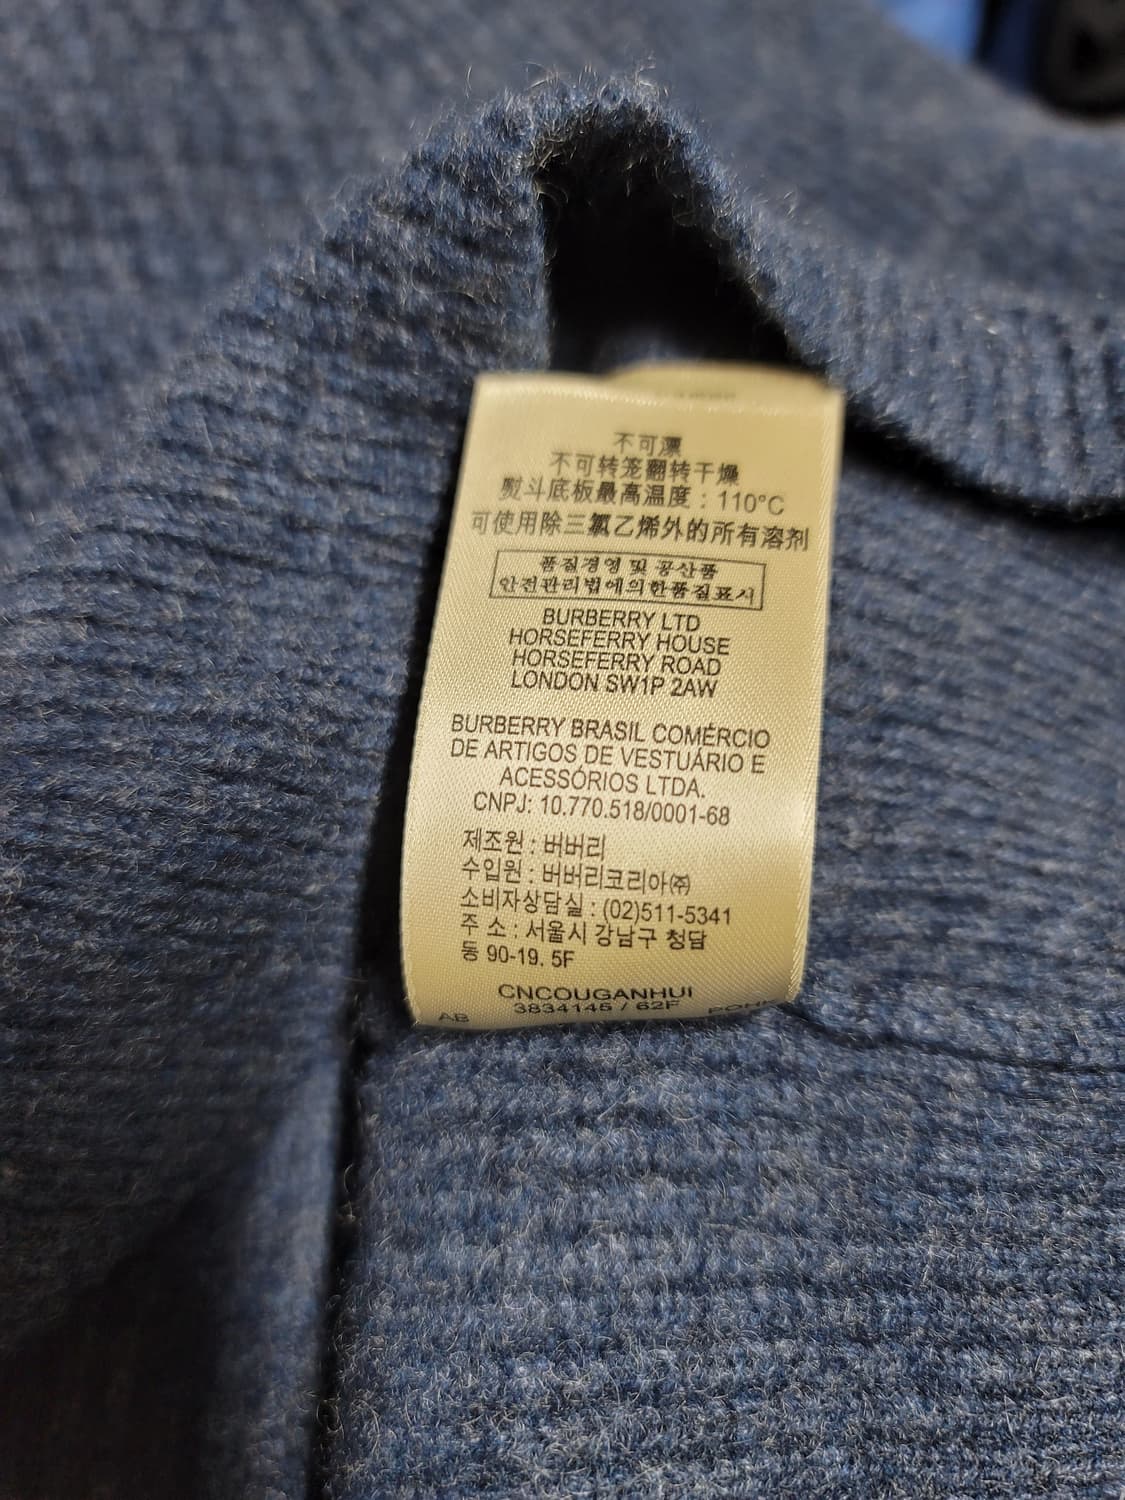 不可漂
不可转笼翻转干燥
熨斗底板最高温度：110°C
可使用除三氯乙烯外的所有溶剂
품질경영 및 공산품
안전관리법에의한품질표시
BURBERRY LTD
HORSEFERRY HOUSE
HORSEFERRY ROAD
LONDON SW1P 2AW
BURBERRY BRASIL COMÉRCIO
DE ARTIGOS DE VESTUÁRIO E
ACESSÓRIOS LTDA.
CNPJ: 10.770.518/0001-68
제조원 : 버버리
수입원 : 버버리코리아㈜
소비자상담실 : (02)511-5341
주 소 : 서울시 강남구 청담
동 90-19. 5F
CNCOUGANHUI
3834145 / 62F
AB